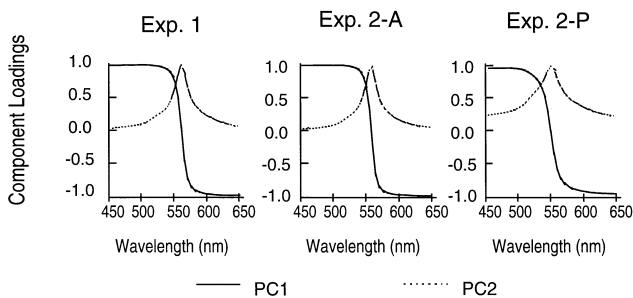 Exp. 1 Exp. 2-A Exp. 2-P
Component Loadings
1.0 1.0 1.0
0.5 0.5 0.5
0.0 0.0 0.0
-0.5 -0.5 -0.5
-1.0 -1.0 -1.0
450 500 550 600 650 450 500 550 600 650 450 500 550 600 650
Wavelength (nm) Wavelength (nm) Wavelength (nm)
PC1 PC2